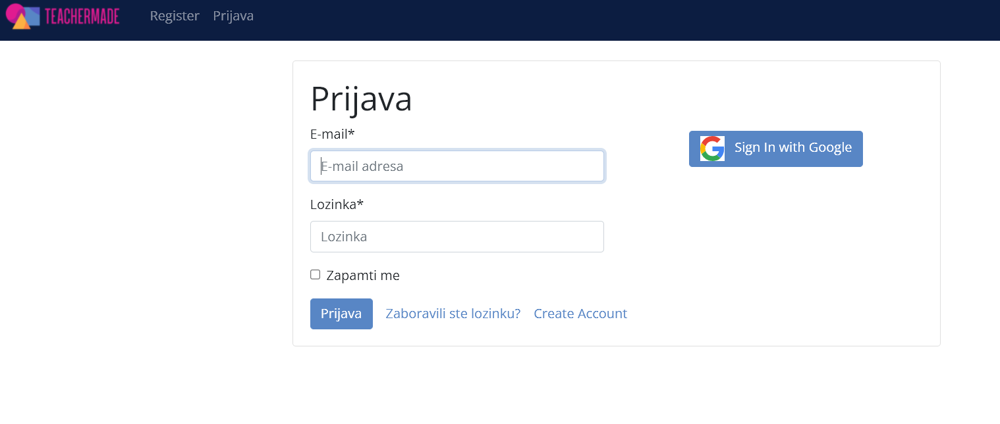 TEACHERMADE Register Prijava
Prijava
E-mail*
E-mail adresa
Sign In with Google
Lozinka*
Lozinka
Zapamti me
Prijava Zaboravili ste lozinku? Create Account